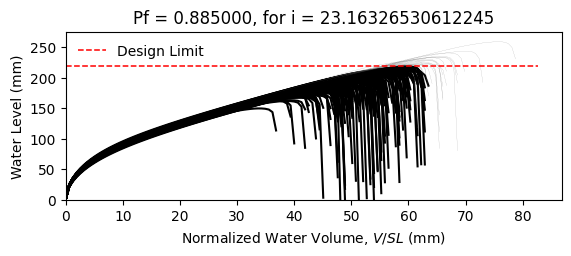 Pf = 0.885000, for i = 23.16326530612245
Design Limit
Water Level (mm)
250
200
150
100
50
0
0 10 20 30 40 50 60 70 80
Normalized Water Volume, V/SL (mm)